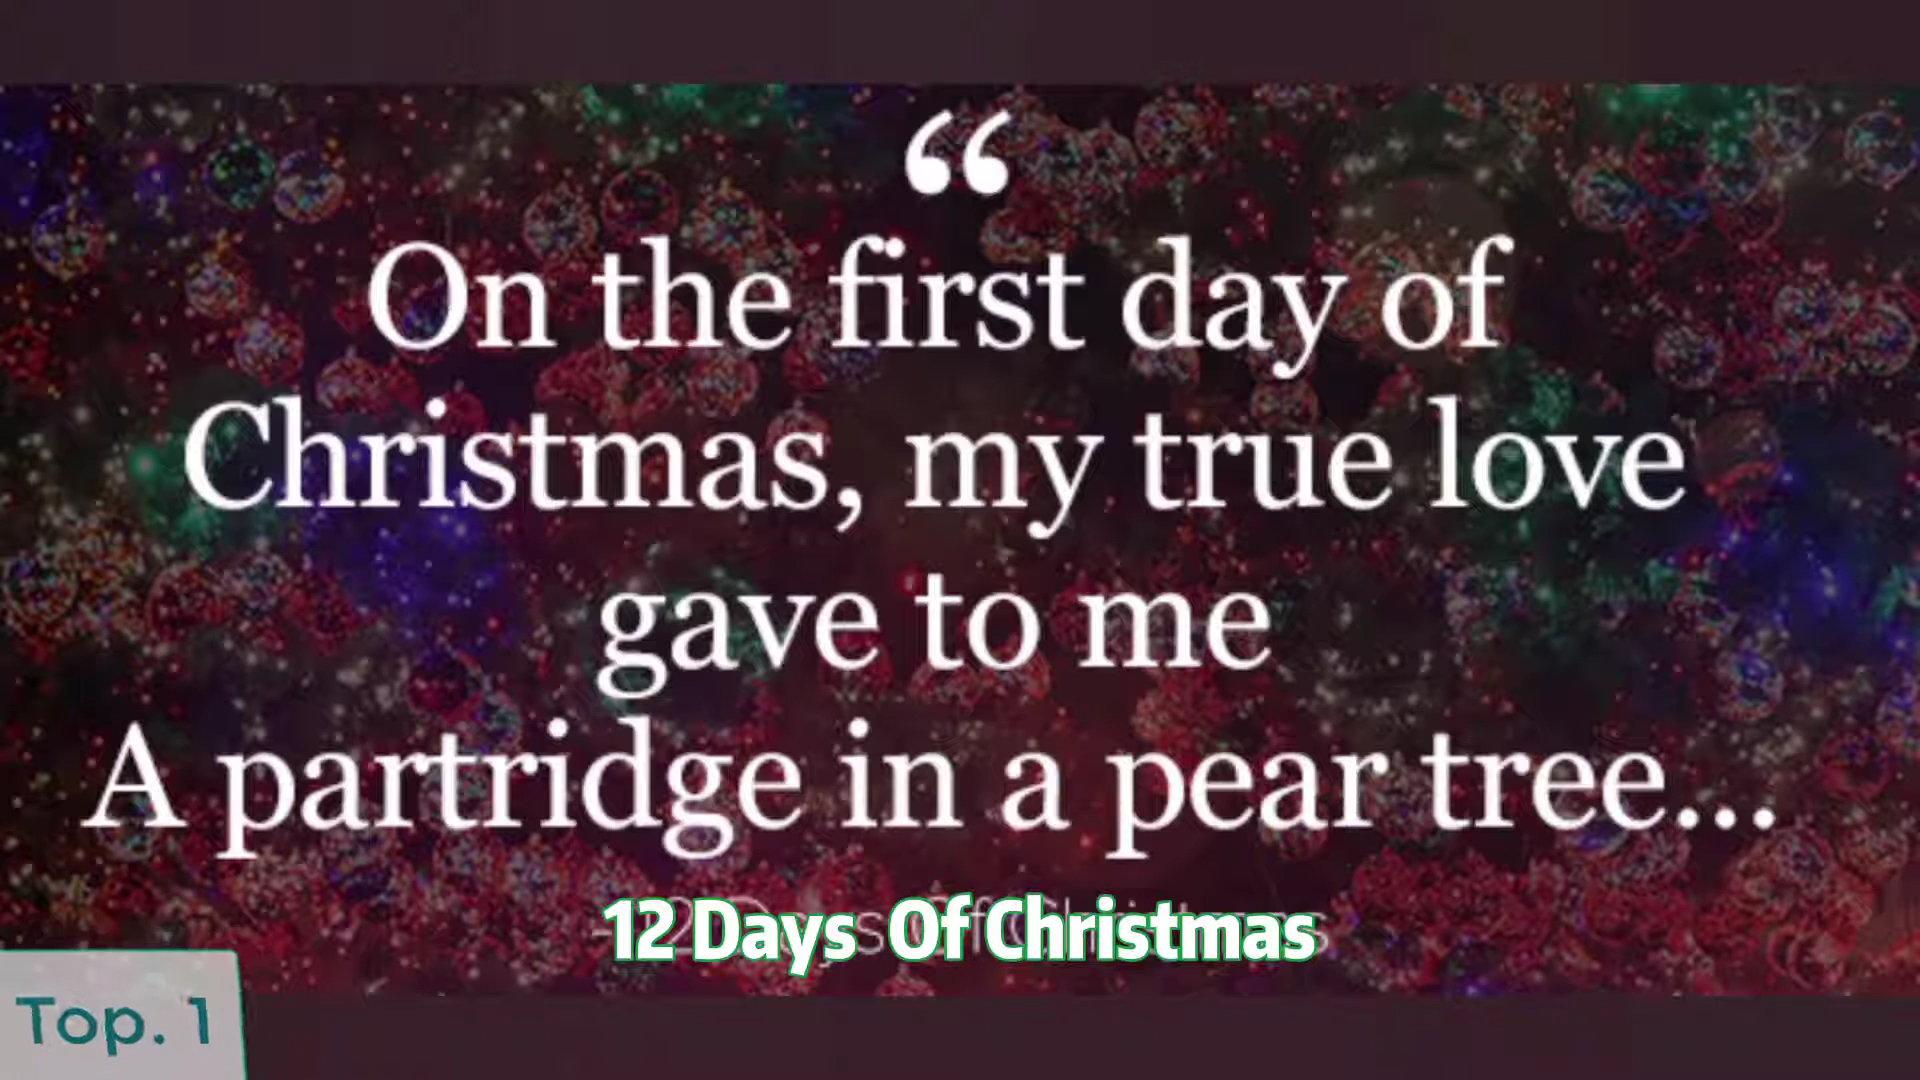 “
On the first day of
Christmas, my true love
gave to me
A partridge in a pear tree...
12 Days Of Christmas
Top. 1